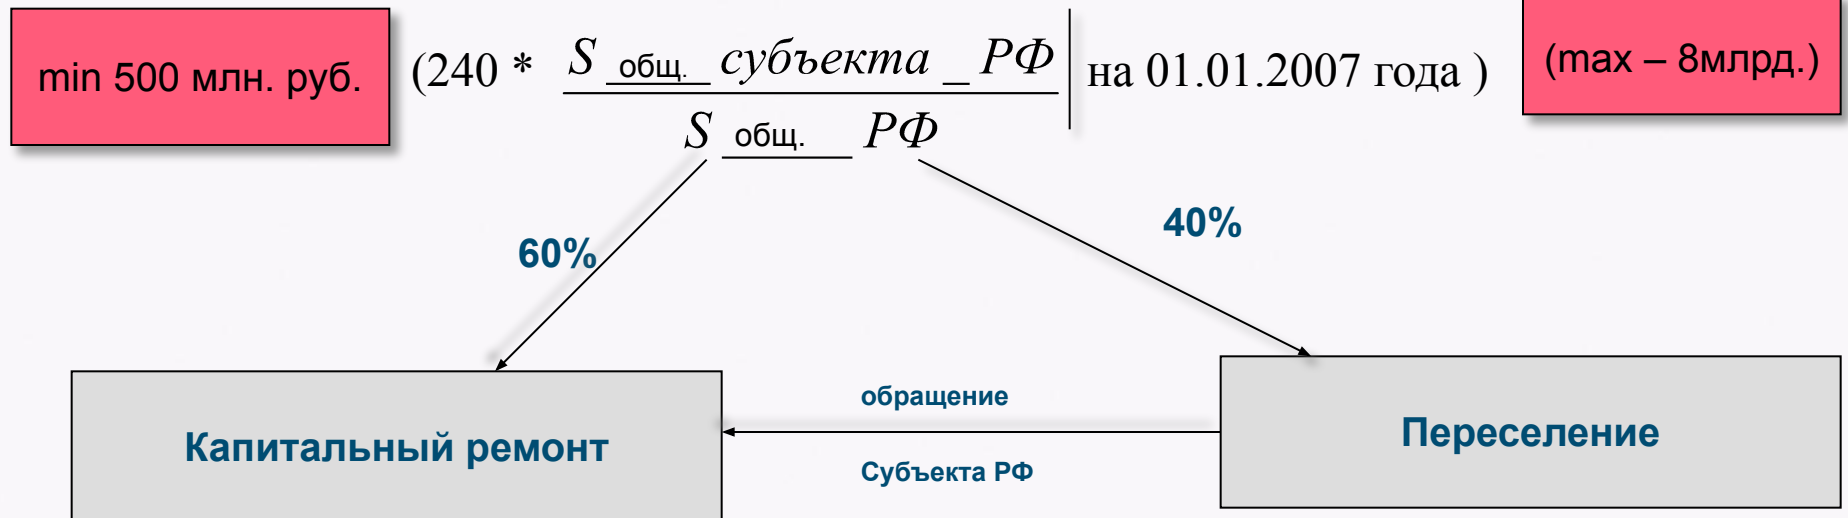 min 500 млн. руб.
(240 * S общ. субъекта _ РФ на 01.01.2007 года )
S общ. РФ
(max – 8млрд.)
60%
40%
Капитальный ремонт
обращение
Субъекта РФ
Переселение